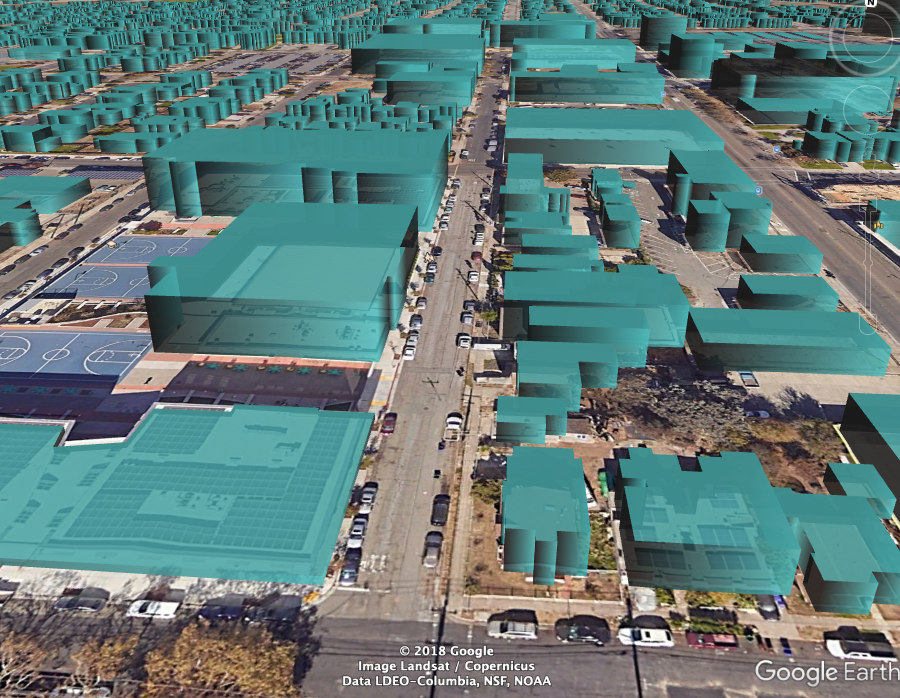 N
© 2018 Google
Image Landsat / Copernicus
Data LDEO-Columbia, NSF, NOAA
Google Earth